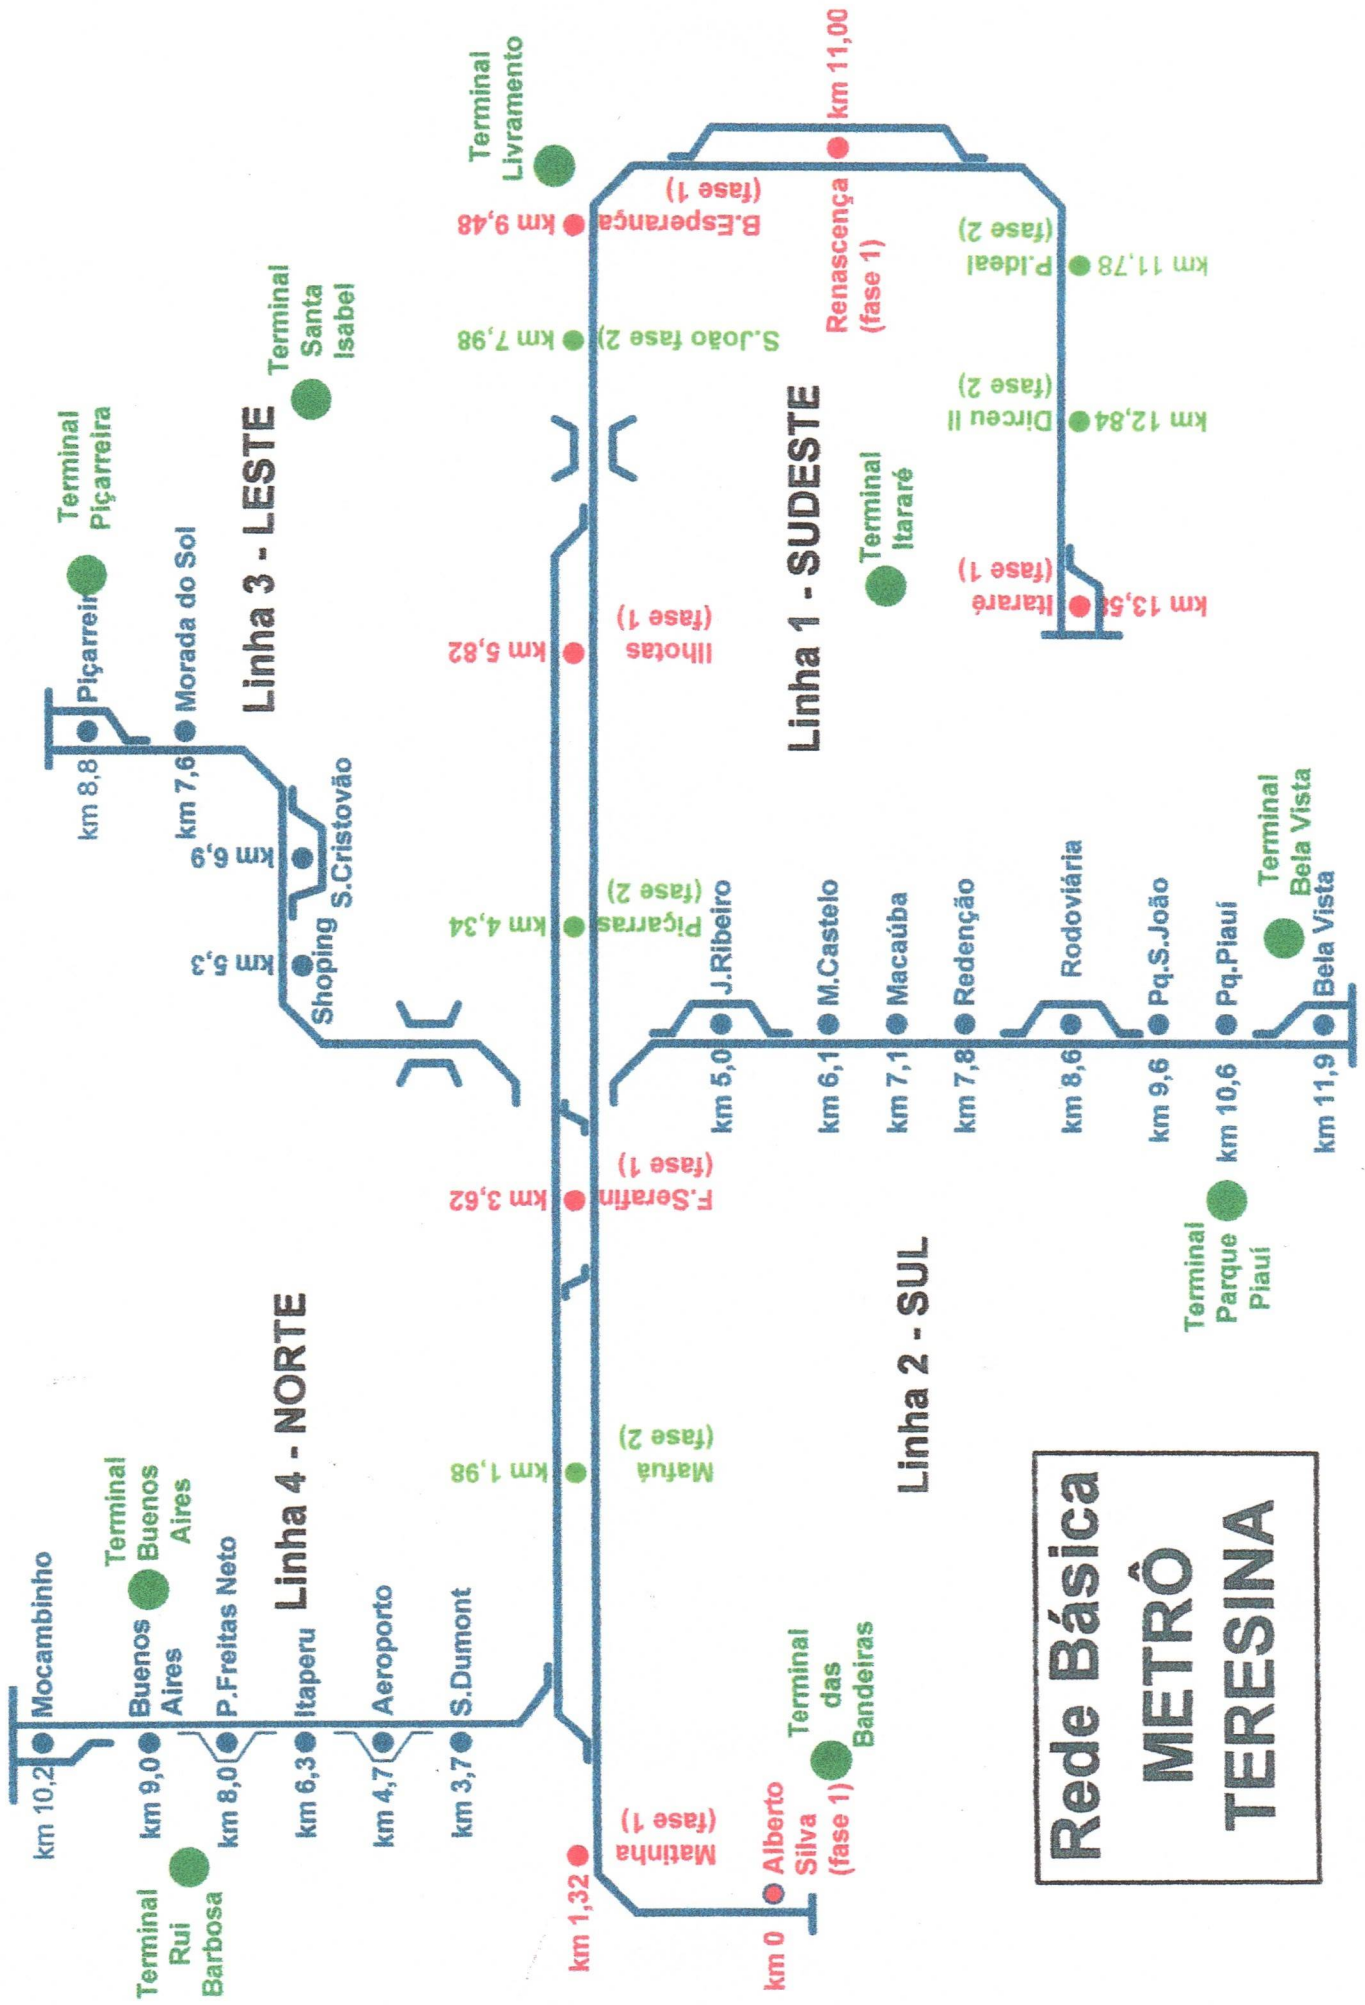 Rede Básica
METRÔ
TERESINA
Linha 4 - NORTE
km 10,2
Mocambinho
km 9,0
Buenos
Aires
km 8,0
P.Freitas Neto
km 6,3
Itaperu
km 4,7
Aeroporto
km 3,7
S.Dumont
Terminal
Rui
Barbosa
Terminal
Buenos
Aires
Linha 3 - LESTE
km 8,8
Piçarreir
km 7,6
Morada do Sol
km 6,9
S.Cristovão
km 5,3
Shoping
Terminal
Piçarreira
Terminal
Santa
Isabel
Terminal
Livramento
Linha 1 - SUDESTE
km 0
Alberto
Silva
(fase 1)
km 1,32
Matinha
(fase 1)
km 1,98
Mafuá
(fase 2)
km 3,62
F.Serafin
(fase 1)
km 4,34
Piçarras
(fase 2)
km 5,82
Ilhotas
(fase 1)
km 7,98
S.João fase 2)
km 9,48
B.Esperança
(fase 1)
km 11,00
Renascença
(fase 1)
P.Ideal
(fase 2)
km 11,78
Dirceu II
(fase 2)
km 12,84
Itararé
(fase 1)
km 13,58
Terminal
Itararé
Terminal
das
Bandeiras
Linha 2 - SUL
km 5,0
J.Ribeiro
km 6,1
M.Castelo
km 7,1
Macaúba
km 7,8
Redenção
km 8,6
Rodoviária
km 9,6
Pq.S.João
km 10,6
Pq.Piauí
km 11,9
Bela Vista
Terminal
Parque
Piauí
Terminal
Bela Vista